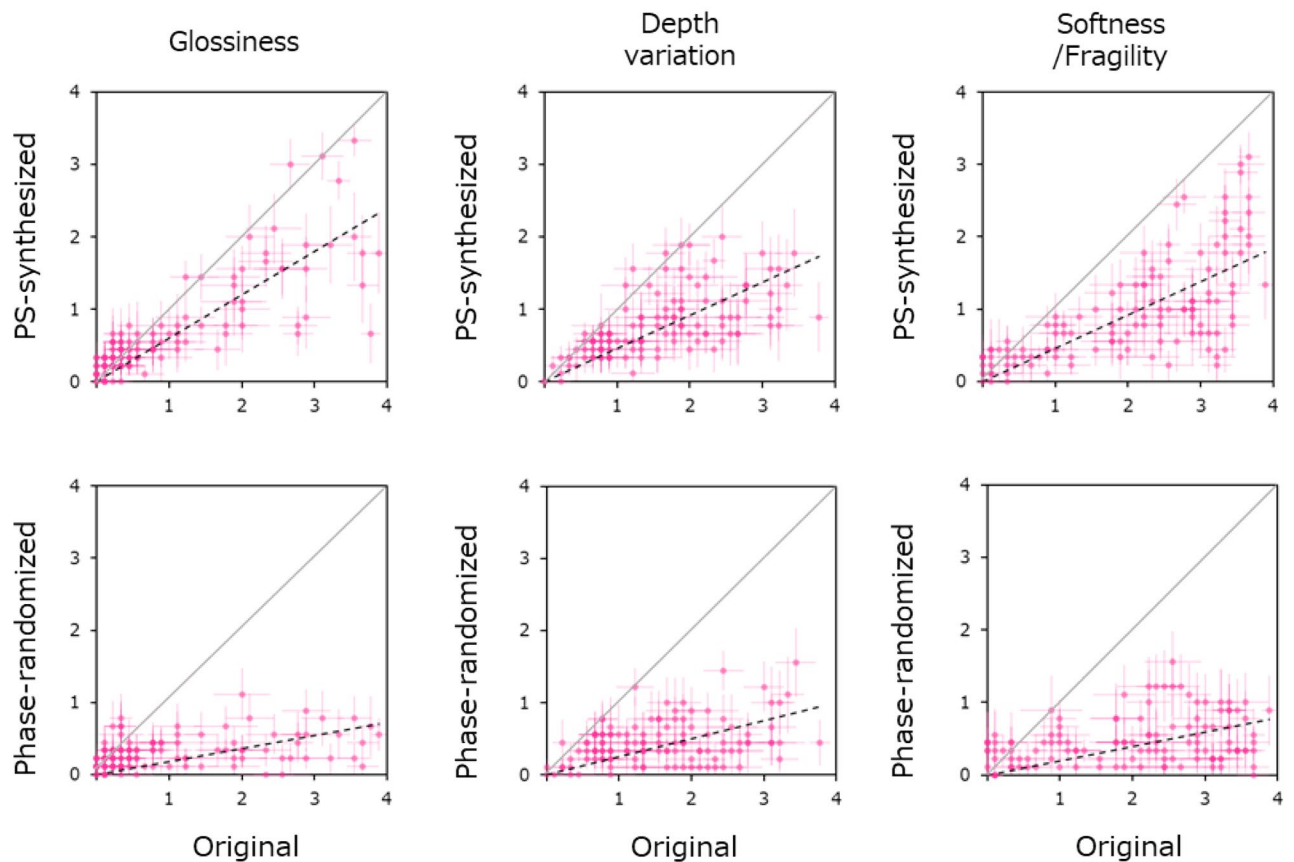 Glossiness
Depth
variation
Softness
/Fragility
PS-synthesized
4
3
2
1
0
1 2 3 4
PS-synthesized
4
3
2
1
0
1 2 3 4
PS-synthesized
4
3
2
1
0
1 2 3 4
Phase-randomized
4
3
2
1
0
1 2 3 4
Original
Phase-randomized
4
3
2
1
0
1 2 3 4
Original
Phase-randomized
4
3
2
1
0
1 2 3 4
Original